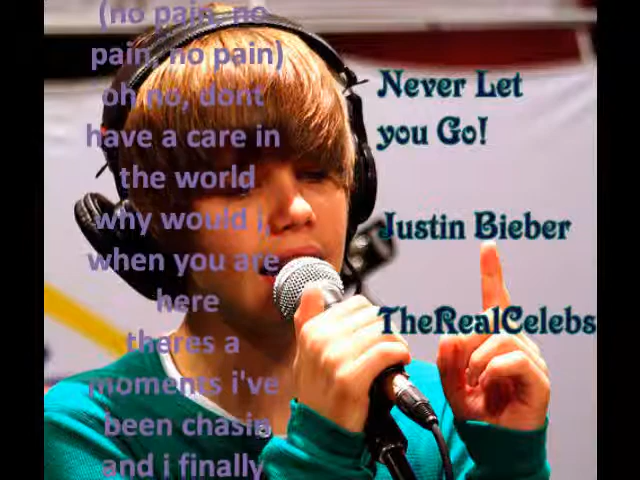 (no pain, no
pain, no pain)
oh no, dont
have a care in
the world
why would i,
when you are
here
theres a
moments i've
been chasin
and i finally
Never Let
you Go!
Justin Bieber
TheRealCelebs